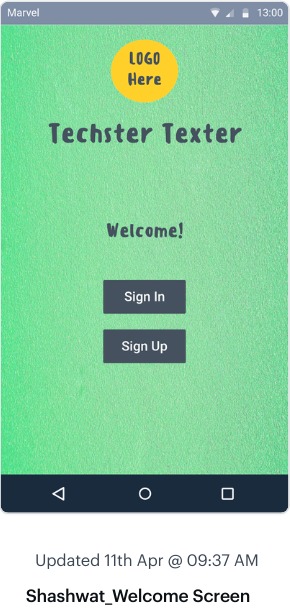 Marvel 13:00
LOGO
Here
Techster Texter
Welcome!
Sign In
Sign Up
Updated 11th Apr @ 09:37 AM
Shashwat_Welcome Screen